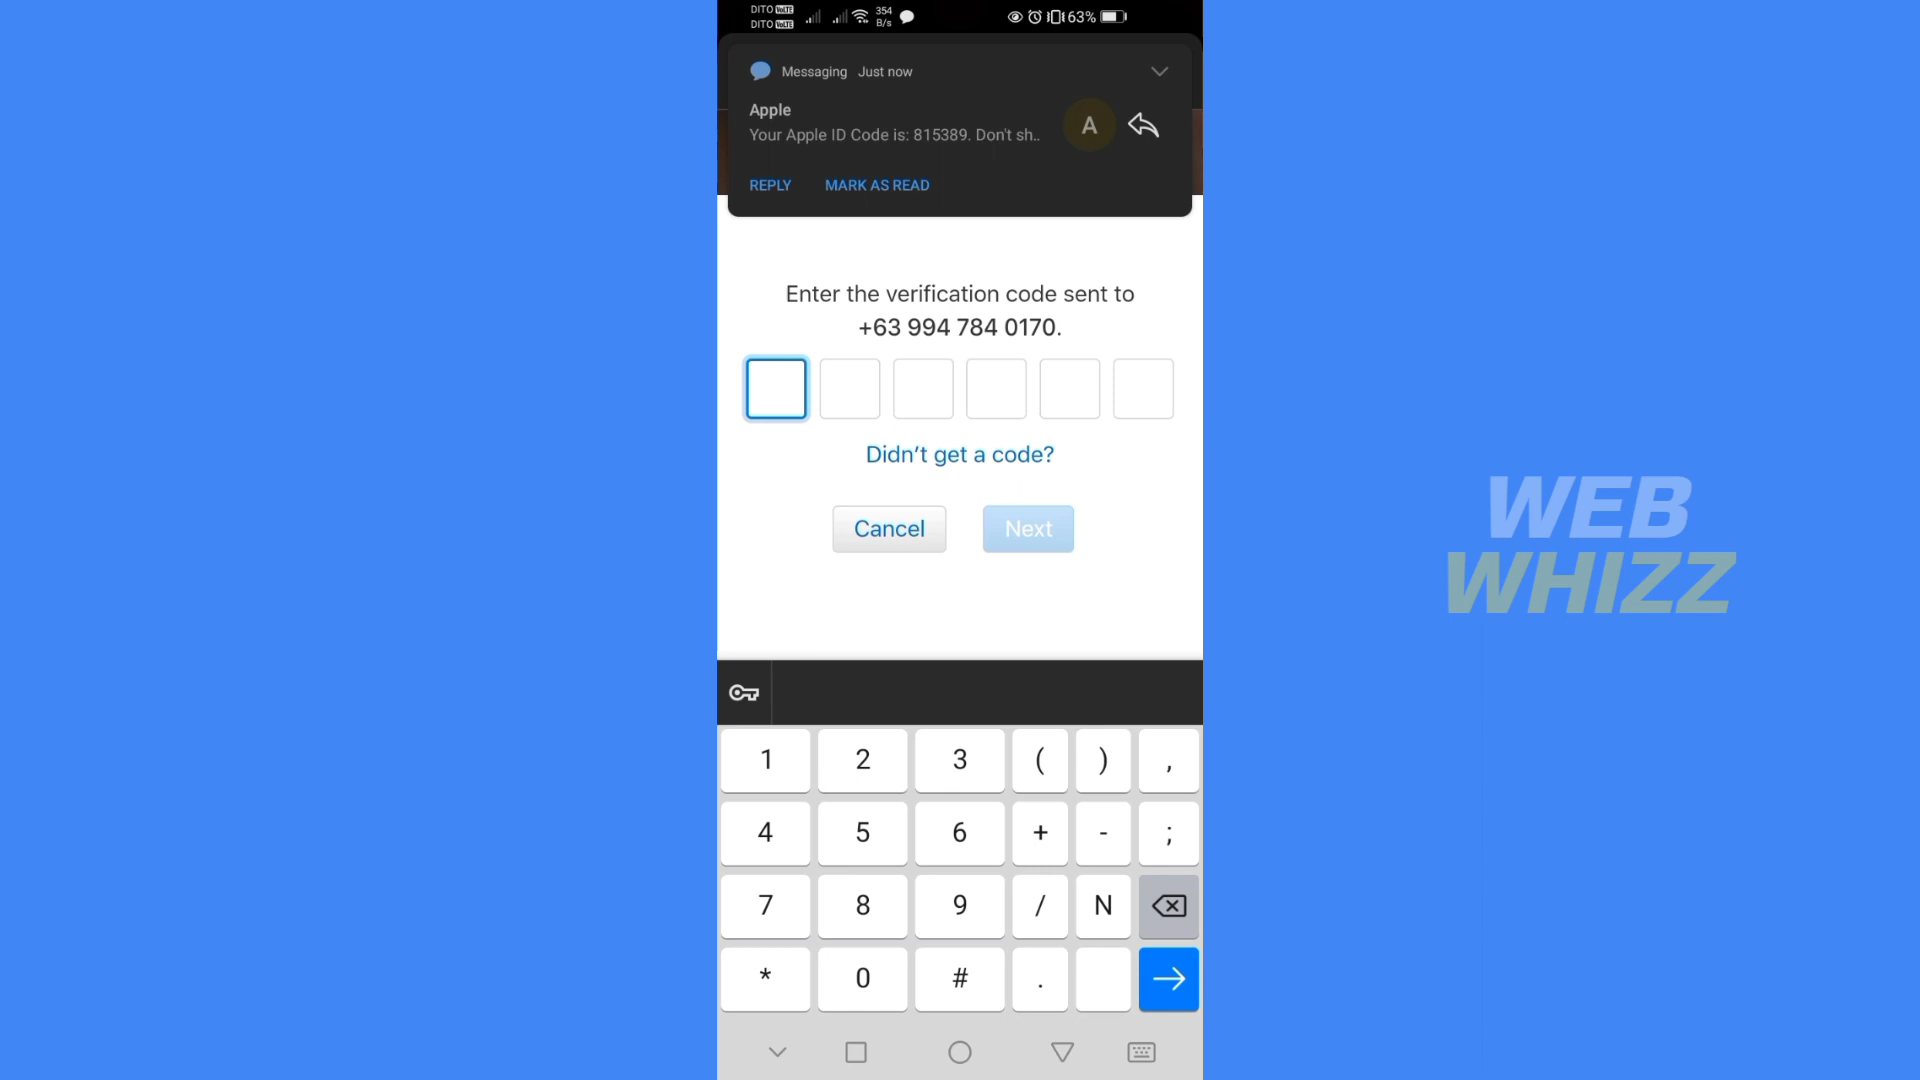 DITO VoLTE
DITO VoLTE
354
B/s
63%
Messaging Just now
Apple
Your Apple ID Code is: 815389. Don't sh..
A
REPLY MARK AS READ
Enter the verification code sent to
+63 994 784 0170.
Didn't get a code?
Cancel Next
WEB
WHIZZ
1 2 3 ( ) ,
4 5 6 + - ;
7 8 9 / N
* 0 # .